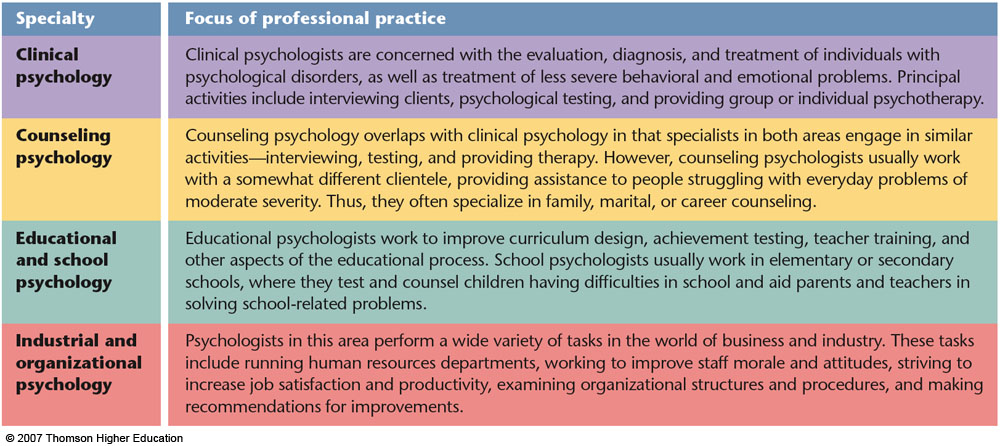 Specialty
Focus of professional practice
Clinical
psychology
Clinical psychologists are concerned with the evaluation, diagnosis, and treatment of individuals with
psychological disorders, as well as treatment of less severe behavioral and emotional problems. Principal
activities include interviewing clients, psychological testing, and providing group or individual psychotherapy.
Counseling
psychology
Counseling psychology overlaps with clinical psychology in that specialists in both areas engage in similar
activities—interviewing, testing, and providing therapy. However, counseling psychologists usually work
with a somewhat different clientele, providing assistance to people struggling with everyday problems of
moderate severity. Thus, they often specialize in family, marital, or career counseling.
Educational
and school
psychology
Educational psychologists work to improve curriculum design, achievement testing, teacher training, and
other aspects of the educational process. School psychologists usually work in elementary or secondary
schools, where they test and counsel children having difficulties in school and aid parents and teachers in
solving school-related problems.
Industrial and
organizational
psychology
Psychologists in this area perform a wide variety of tasks in the world of business and industry. These tasks
include running human resources departments, working to improve staff morale and attitudes, striving to
increase job satisfaction and productivity, examining organizational structures and procedures, and making
recommendations for improvements.
© 2007 Thomson Higher Education